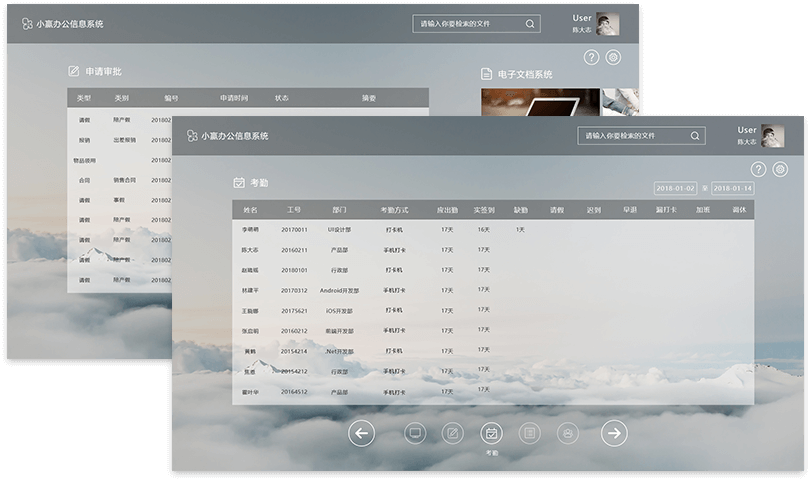 小赢办公信息系统
请输入你要检索的文件
User
陈大志
申请审批
电子文档系统
类型 类别 编号 申请时间 状态 摘要
请假 陪产假 201802
报销 出差报销 201802
物品领用 201802
合同 销售合同 201802
请假 事假 201802
请假 陪产假 201802
请假 陪产假 201802
请假 陪产假 201802
请假 陪产假 201802
小赢办公信息系统
请输入你要检索的文件
User
陈大志
考勤
2018-01-02 至 2018-01-14
姓名 工号 部门 考勤方式 应出勤 实签到 缺勤 请假 迟到 早退 漏打卡 加班 调休
李萌萌 20170011 UI设计部 打卡机 17天 16天 1天
陈大志 20160211 产品部 手机打卡 17天 17天
20180101 行政部 打卡机 17天 17天
林建平 20170312 Android开发部 手机打卡 17天 17天
20175621 iOS开发部 打卡机 17天 17天
张启明 20160212 前端开发部 手机打卡 17天 17天
黄鹤 20154214 .Net开发部 打卡机 17天 17天
20154212 行政部 手机打卡 17天 17天
霍叶华 20164512 产品部 手机打卡 17天 17天
考勤